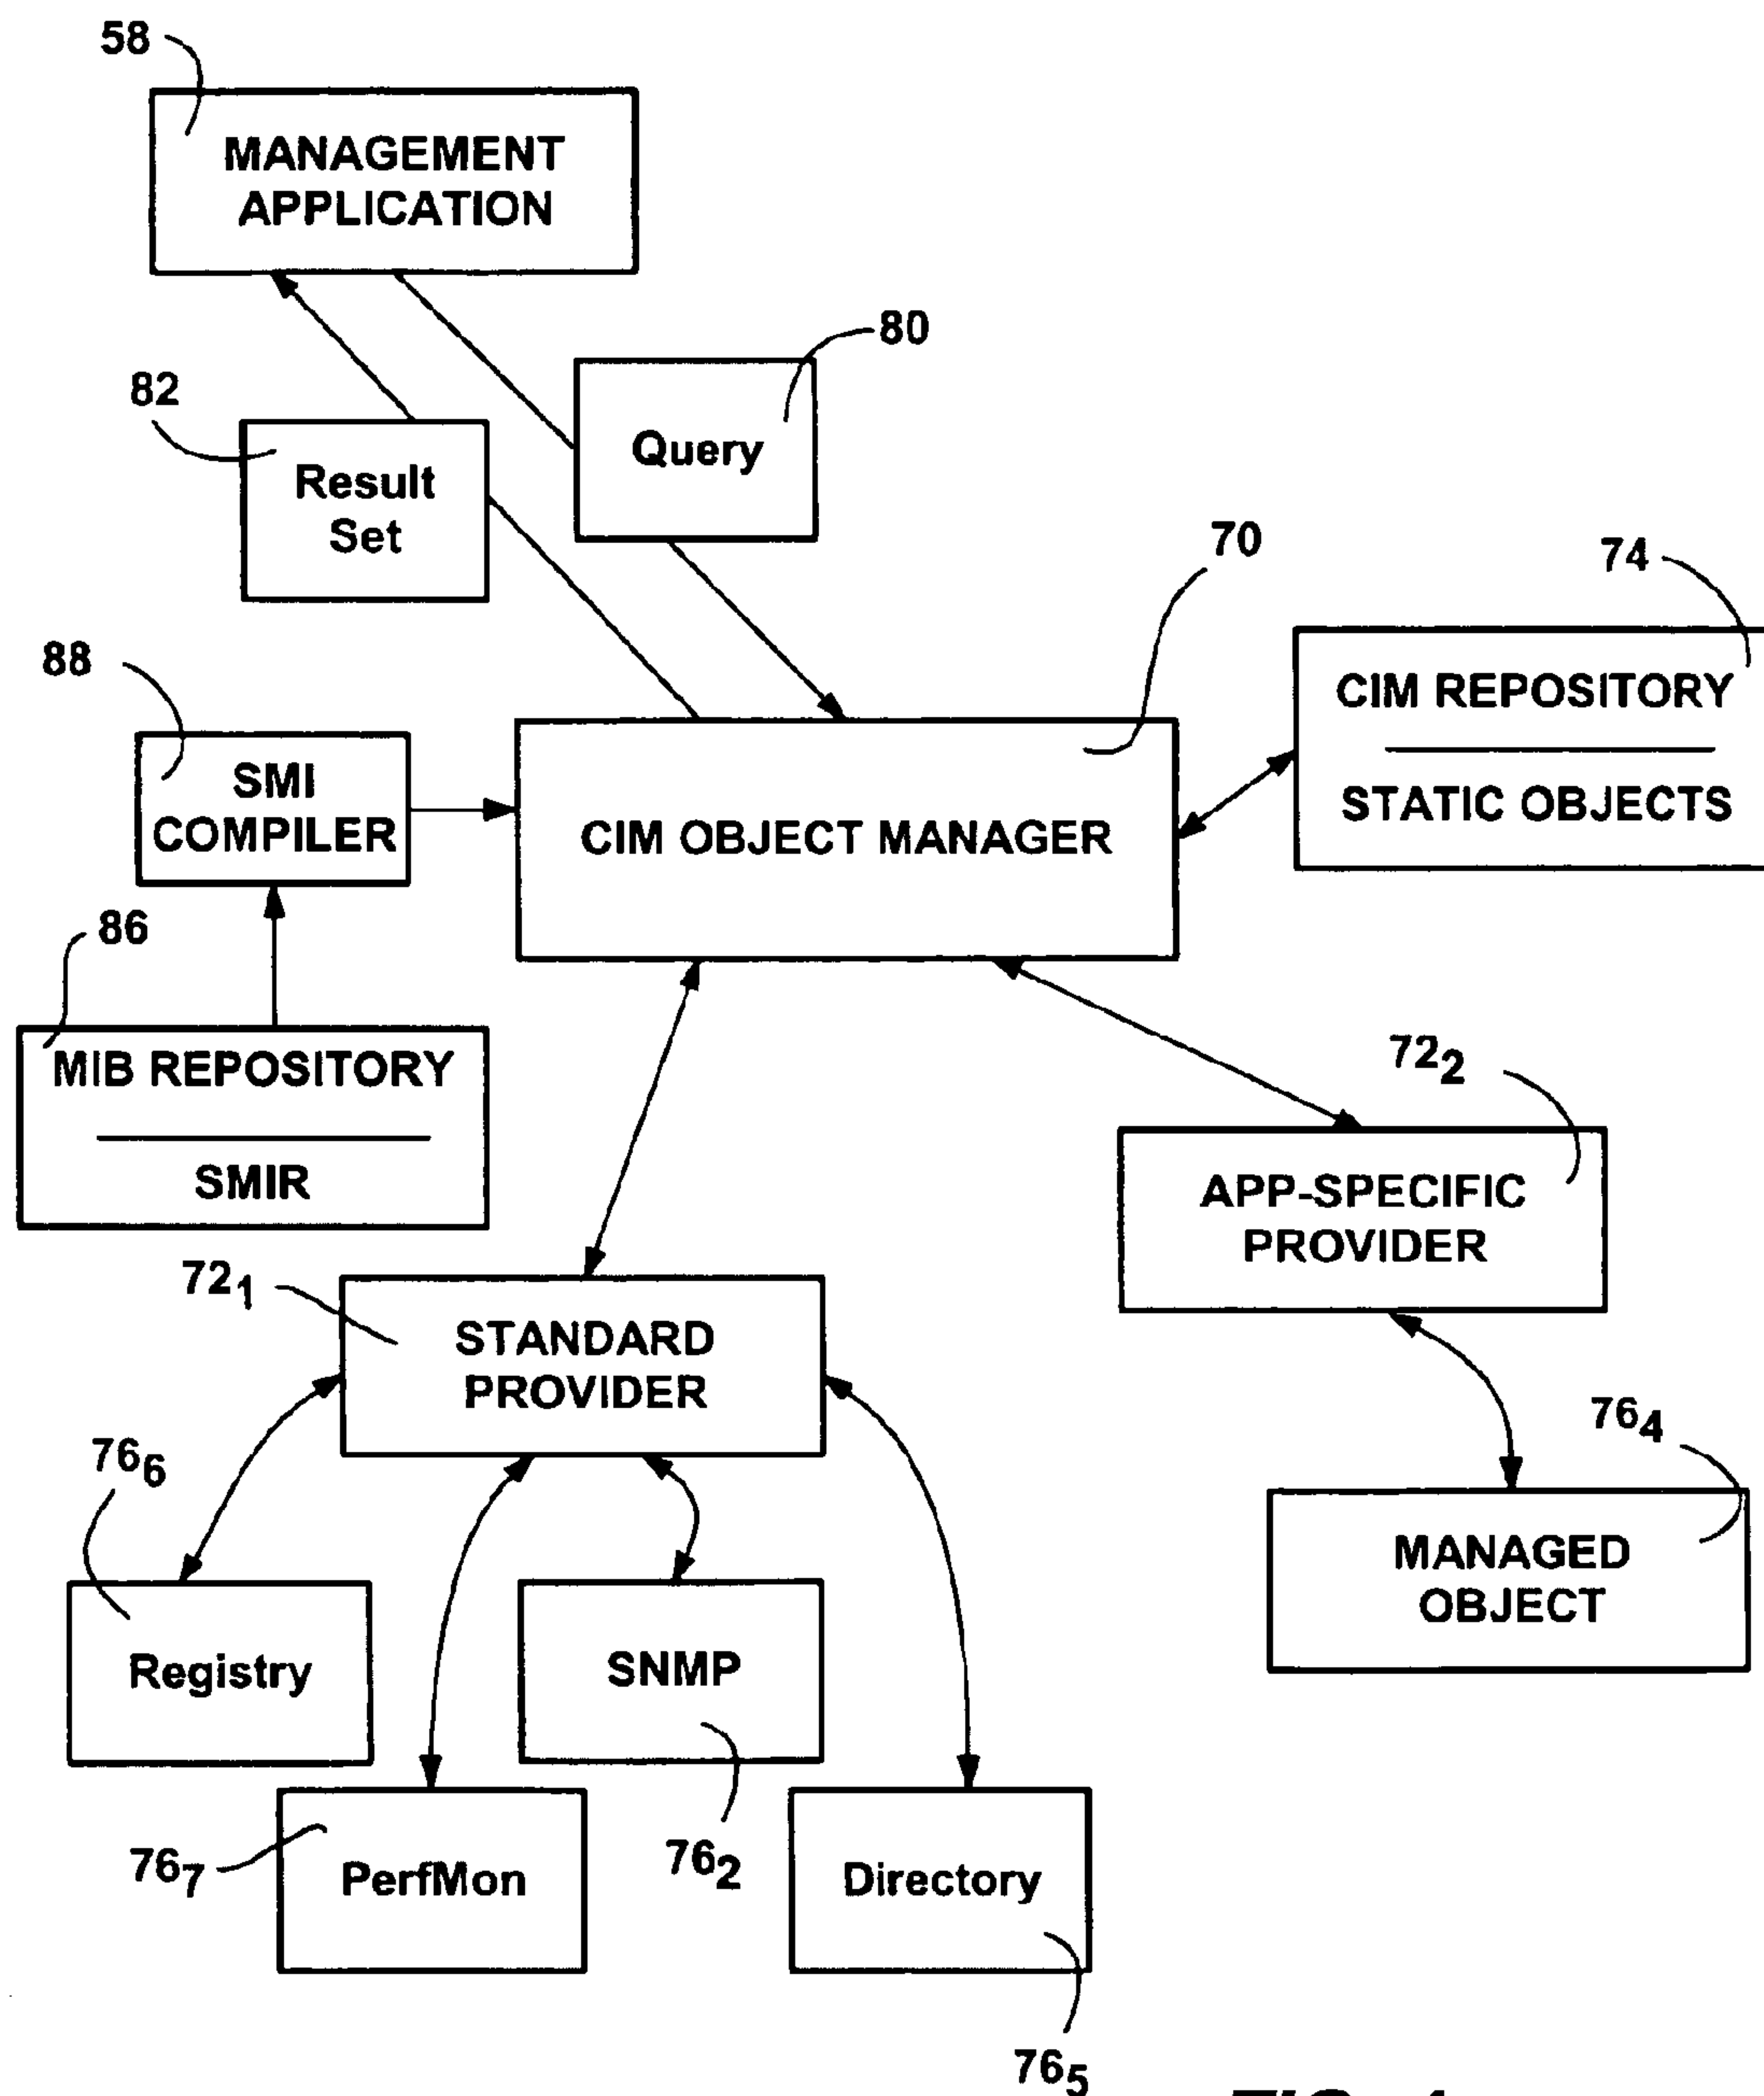 58
MANAGEMENT
APPLICATION
80
82
Query
Result
Set
70
74
88
CIM REPOSITORY
STATIC OBJECTS
SMI
COMPILER
CIM OBJECT MANAGER
86
MIB REPOSITORY
SMIR
72₂
APP-SPECIFIC
PROVIDER
72₁
STANDARD
PROVIDER
76₄
76₆
MANAGED
OBJECT
Registry
SNMP
76₇
PerfMon
76₂
Directory
76₅